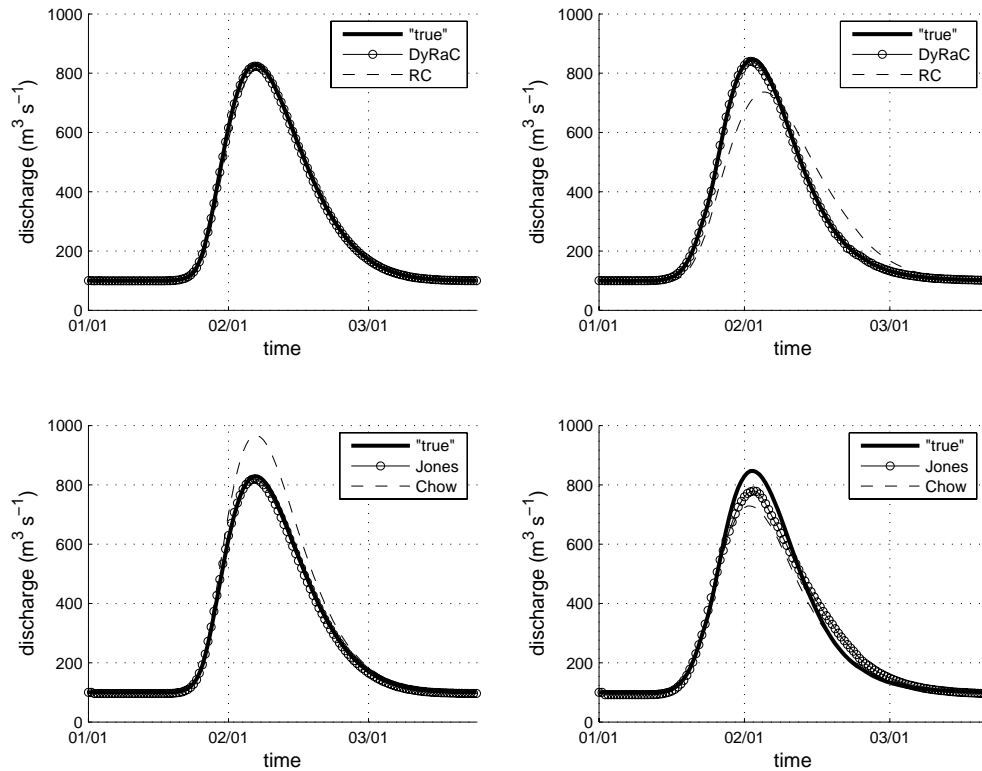 1000
800
600
400
200
0
discharge (m³ s⁻¹)
"true"
DyRaC
RC
01/01
02/01
03/01
time
1000
800
600
400
200
0
discharge (m³ s⁻¹)
"true"
DyRaC
RC
01/01
02/01
03/01
time
1000
800
600
400
200
0
discharge (m³ s⁻¹)
"true"
Jones
Chow
01/01
02/01
03/01
time
1000
800
600
400
200
0
discharge (m³ s⁻¹)
"true"
Jones
Chow
01/01
02/01
03/01
time